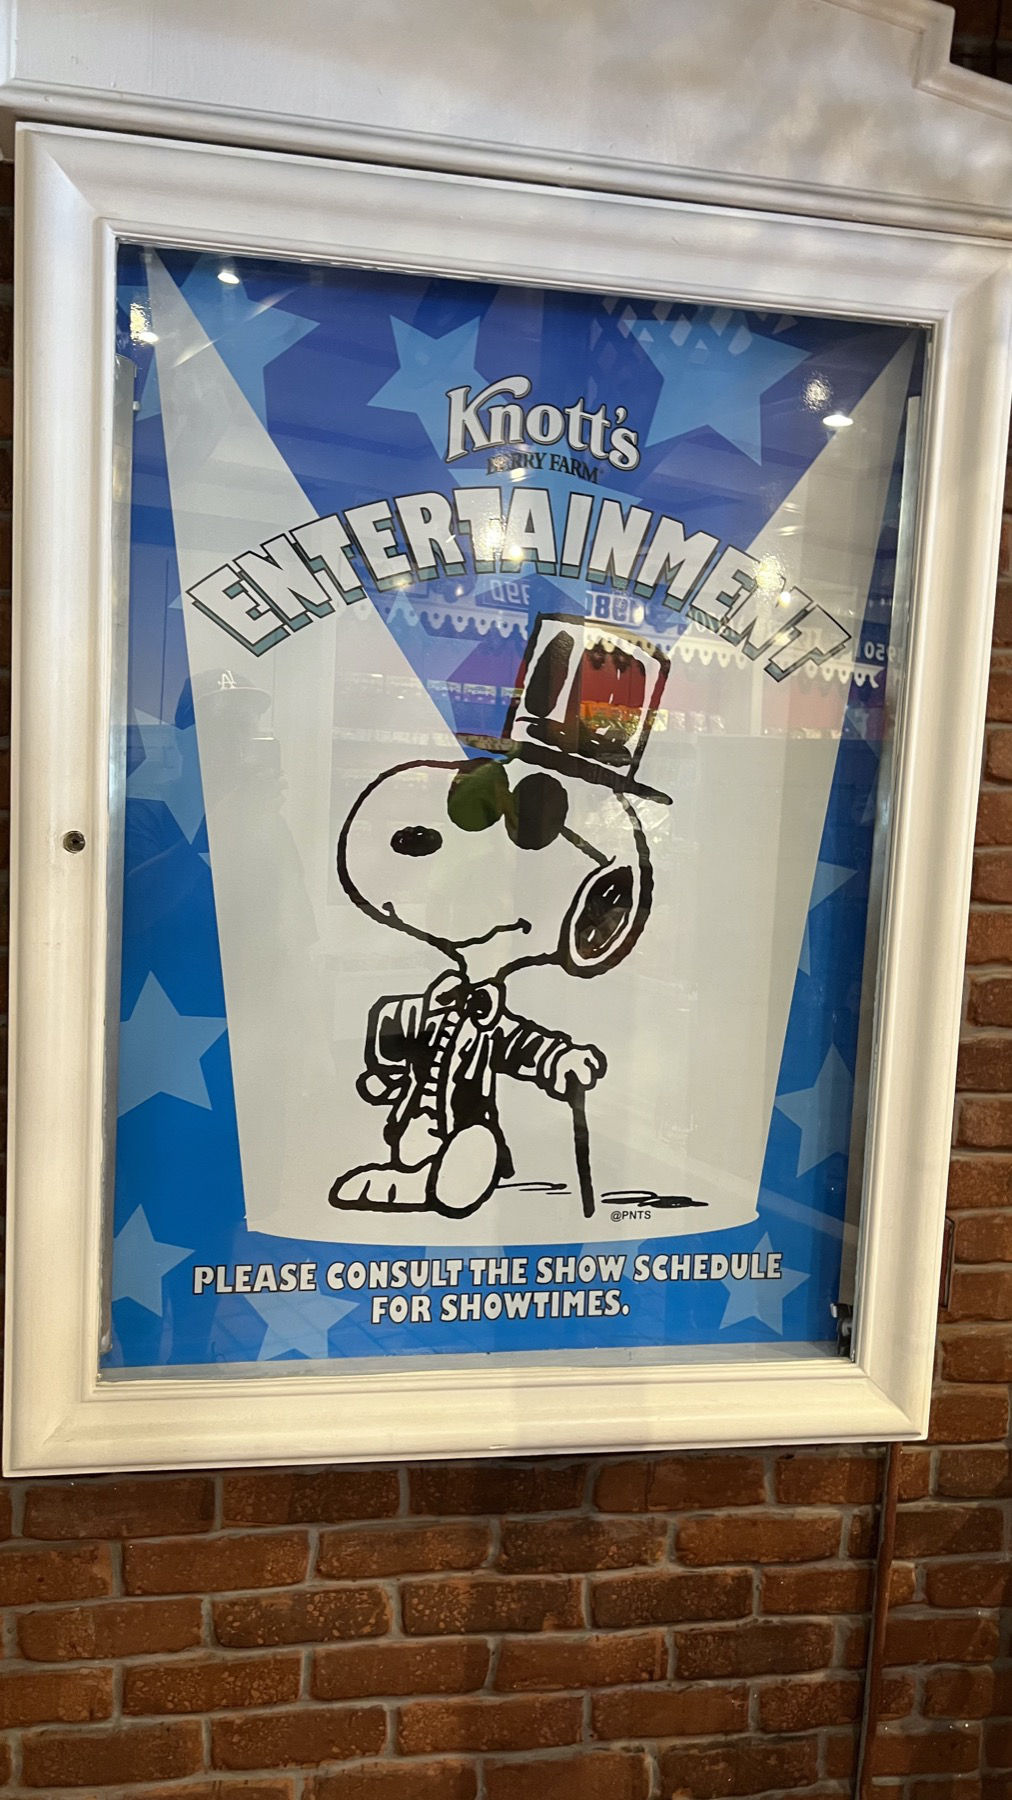 Knott's
BERRY FARM
ENTERTAINMENT
@PNTS
PLEASE CONSULT THE SHOW SCHEDULE
FOR SHOWTIMES.